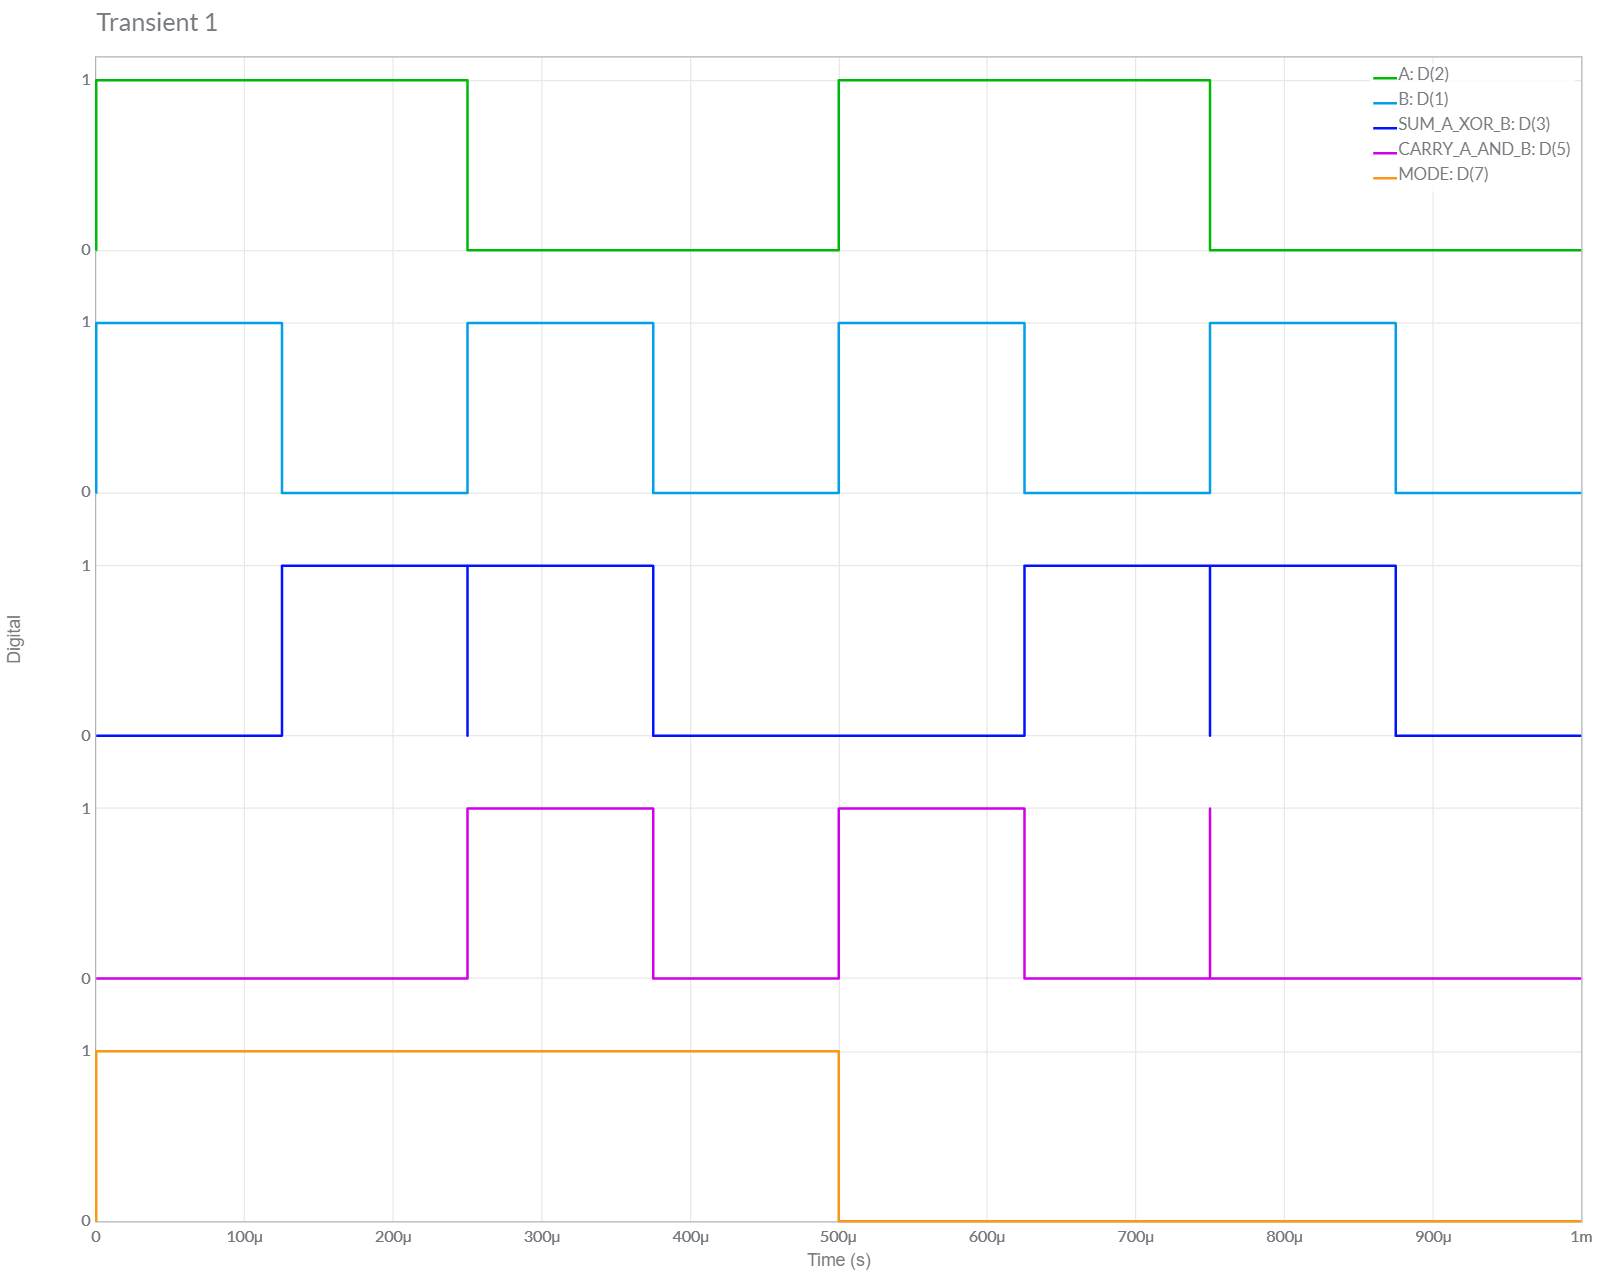 Transient 1
A: D(2)
B: D(1)
SUM_A_XOR_B: D(3)
CARRY_A_AND_B: D(5)
MODE: D(7)
1
0
1
0
1
0
1
0
1
0
Digital
0 100µ 200µ 300µ 400µ 500µ 600µ 700µ 800µ 900µ 1m
Time (s)